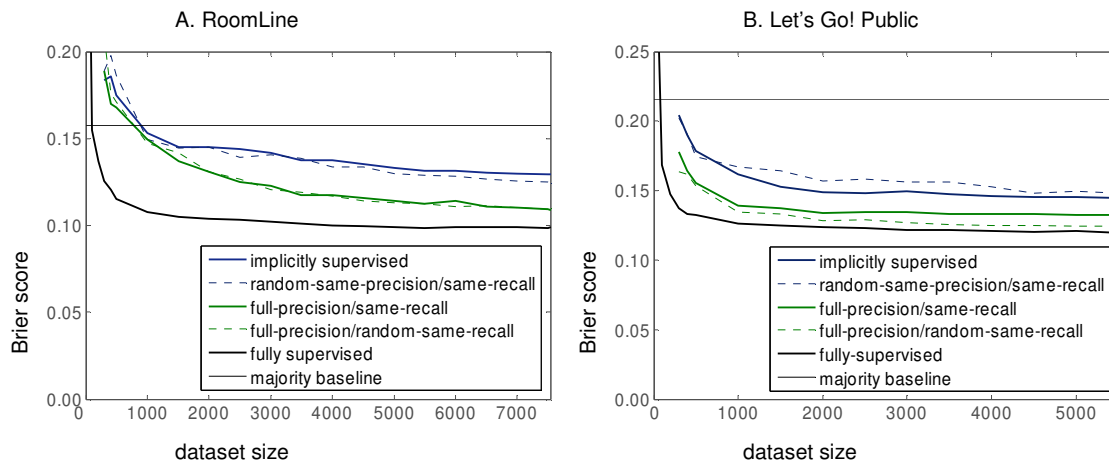 A. RoomLine
0.20
0.15
0.10
0.05
0.00
Brier score
implicitly supervised
random-same-precision/same-recall
full-precision/same-recall
full-precision/random-same-recall
fully supervised
majority baseline
0 1000 2000 3000 4000 5000 6000 7000
dataset size
B. Let's Go! Public
0.25
0.20
0.15
0.10
0.05
0.00
Brier score
implicitly supervised
random-same-precision/same-recall
full-precision/same-recall
full-precision/random-same-recall
fully-supervised
majority baseline
0 1000 2000 3000 4000 5000
dataset size